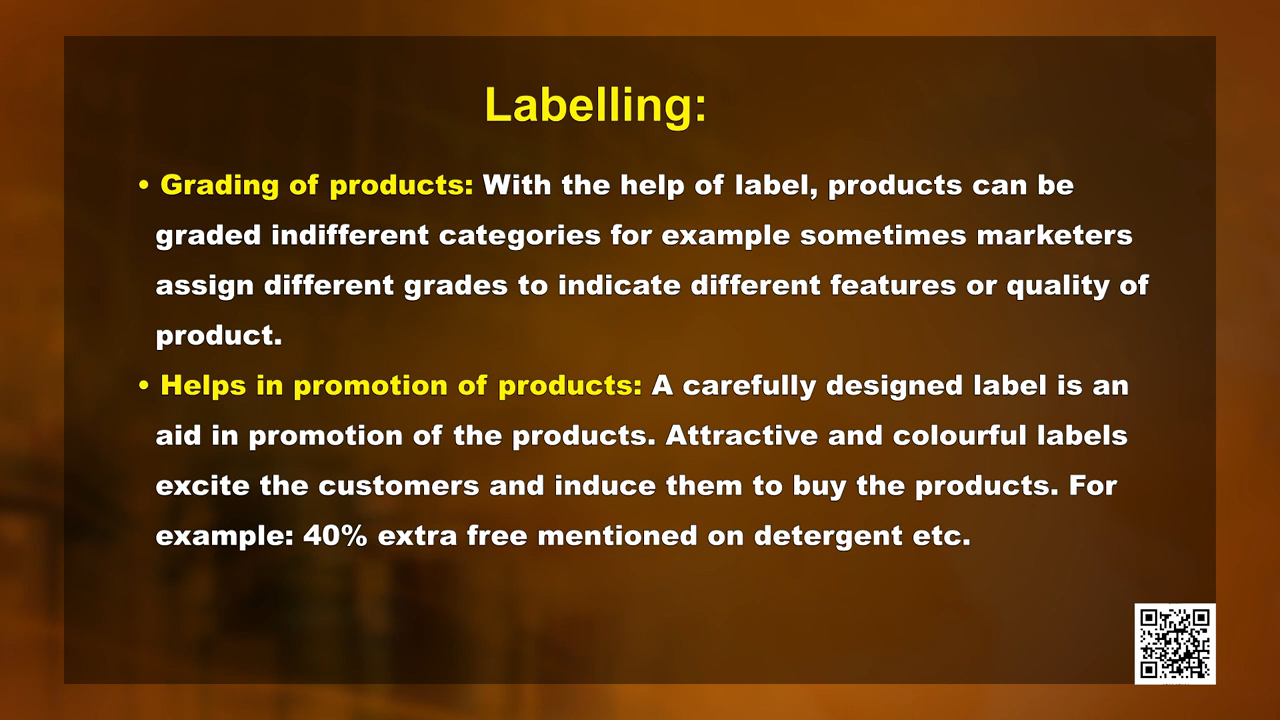 Labelling:
• Grading of products: With the help of label, products can be
graded indifferent categories for example sometimes marketers
assign different grades to indicate different features or quality of
product.
• Helps in promotion of products: A carefully designed label is an
aid in promotion of the products. Attractive and colourful labels
excite the customers and induce them to buy the products. For
example: 40% extra free mentioned on detergent etc.